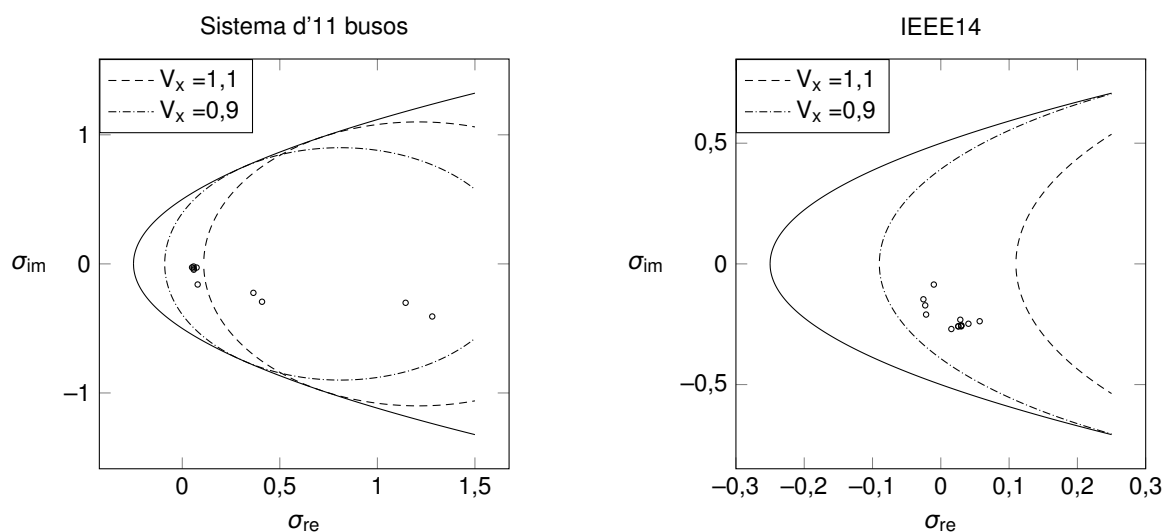 Sistema d'11 busos
V_x =1,1
V_x =0,9
1
0
–1
σ_im
0
0,5
1
1,5
σ_re
IEEE14
V_x =1,1
V_x =0,9
0,5
0
–0,5
σ_im
–0,3
–0,2
–0,1
0
0,1
0,2
0,3
σ_re